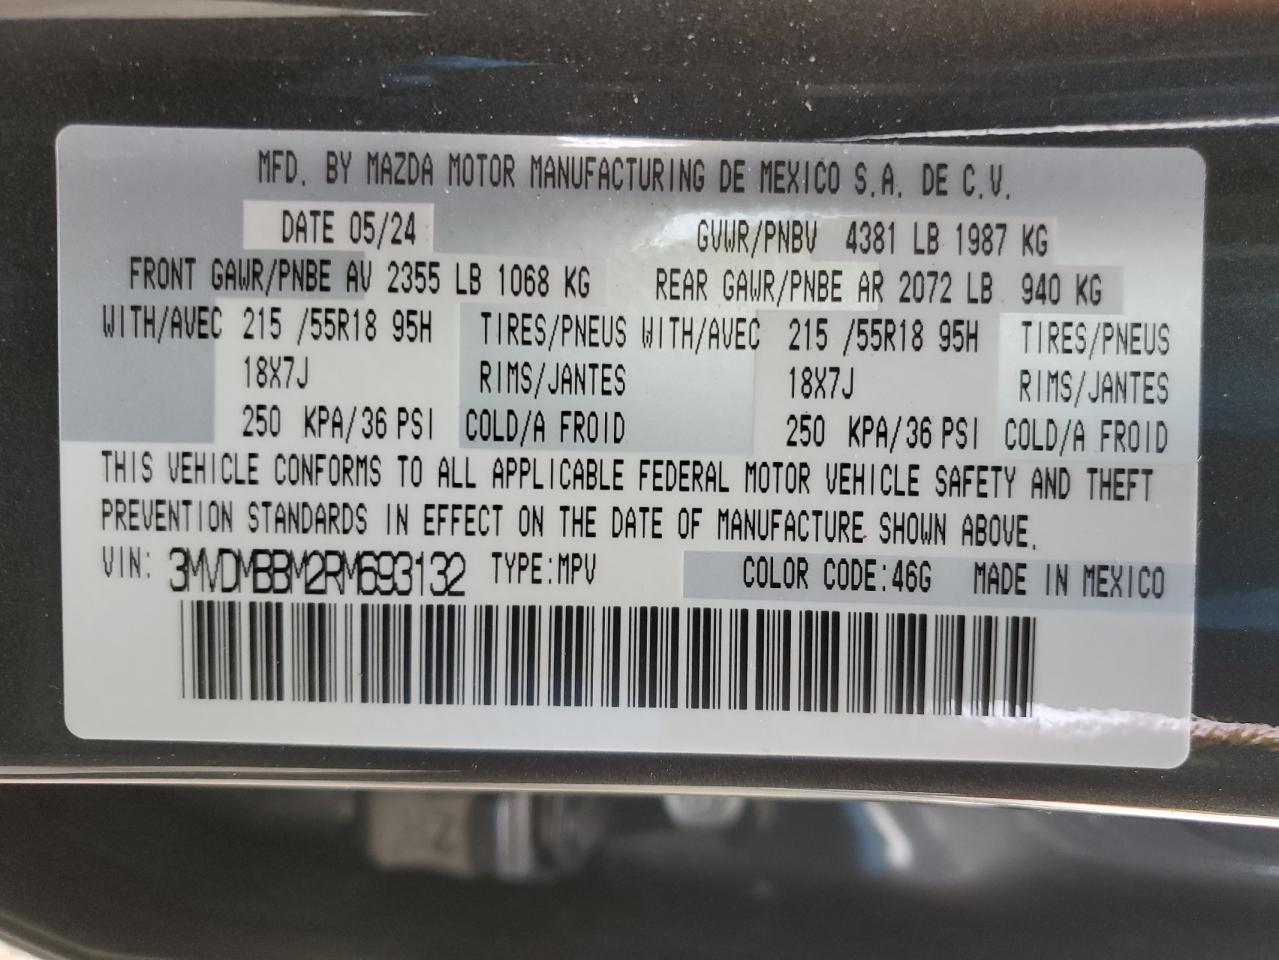 MFD. BY MAZDA MOTOR MANUFACTURING DE MEXICO S.A. DE C.V.
DATE 05/24 GVWR/PNBV 4381 LB 1987 KG
FRONT GAWR/PNBE AV 2355 LB 1068 KG REAR GAWR/PNBE AR 2072 LB 940 KG
WITH/AVEC 215 /55R18 95H TIRES/PNEUS WITH/AVEC 215 /55R18 95H TIRES/PNEUS
18X7J RIMS/JANTES 18X7J RIMS/JANTES
250 KPA/36 PSI COLD/A FROID 250 KPA/36 PSI COLD/A FROID
THIS VEHICLE CONFORMS TO ALL APPLICABLE FEDERAL MOTOR VEHICLE SAFETY AND THEFT
PREVENTION STANDARDS IN EFFECT ON THE DATE OF MANUFACTURE SHOWN ABOVE.
VIN: 3MVDMBBM2RM693132 TYPE:MPV COLOR CODE:46G MADE IN MEXICO